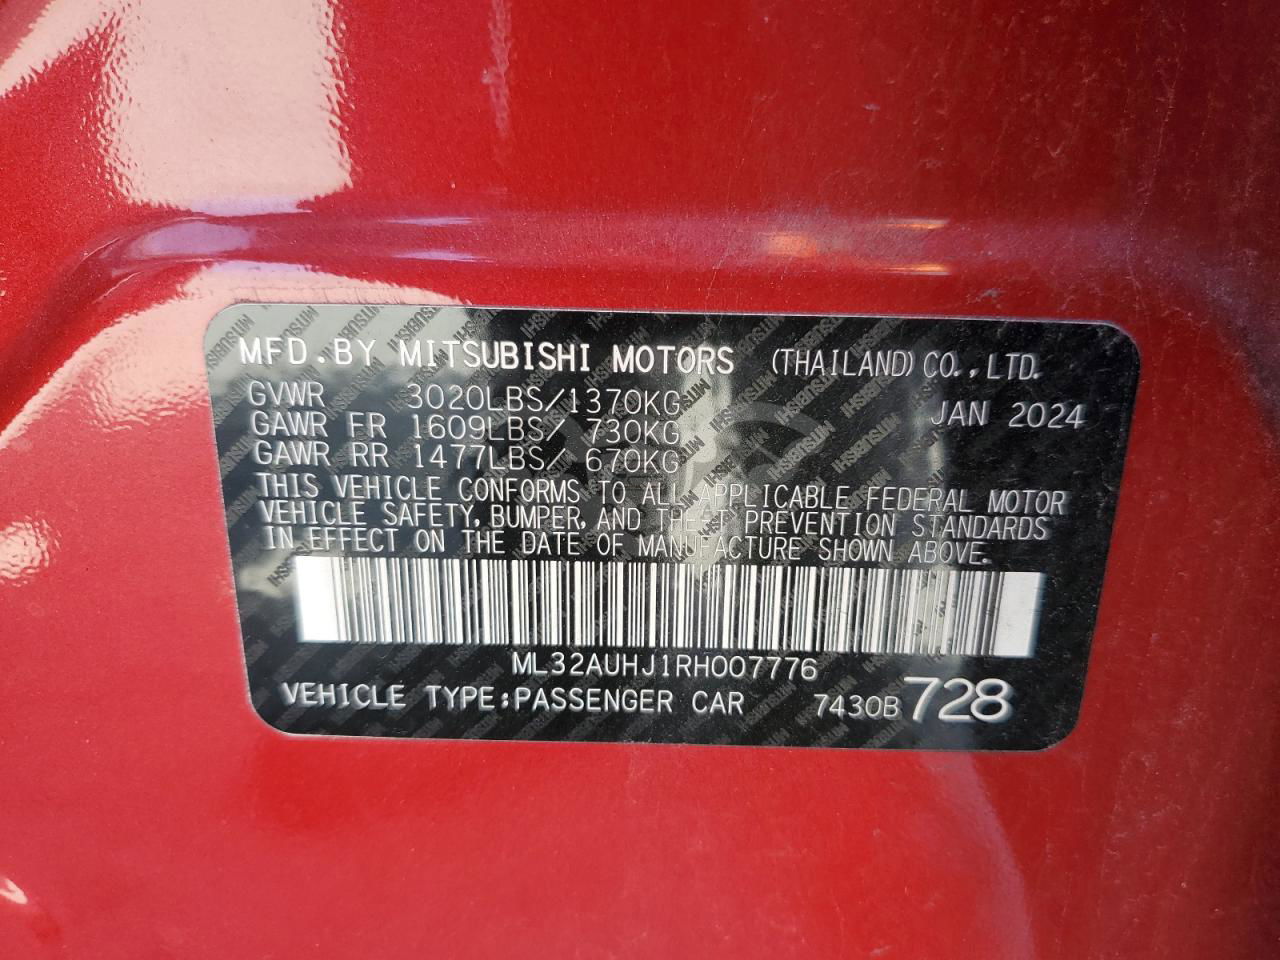 MFD.BY MITSUBISHI MOTORS (THAILAND) CO.,LTD.
GVWR 3020LBS/1370KG JAN 2024
GAWR FR 1609LBS/ 730KG
GAWR RR 1477LBS/ 670KG
THIS VEHICLE CONFORMS TO ALL APPLICABLE FEDERAL MOTOR
VEHICLE SAFETY, BUMPER, AND THEFT PREVENTION STANDARDS
IN EFFECT ON THE DATE OF MANUFACTURE SHOWN ABOVE.
ML32AUHJ1RH007776
VEHICLE TYPE:PASSENGER CAR 7430B 728